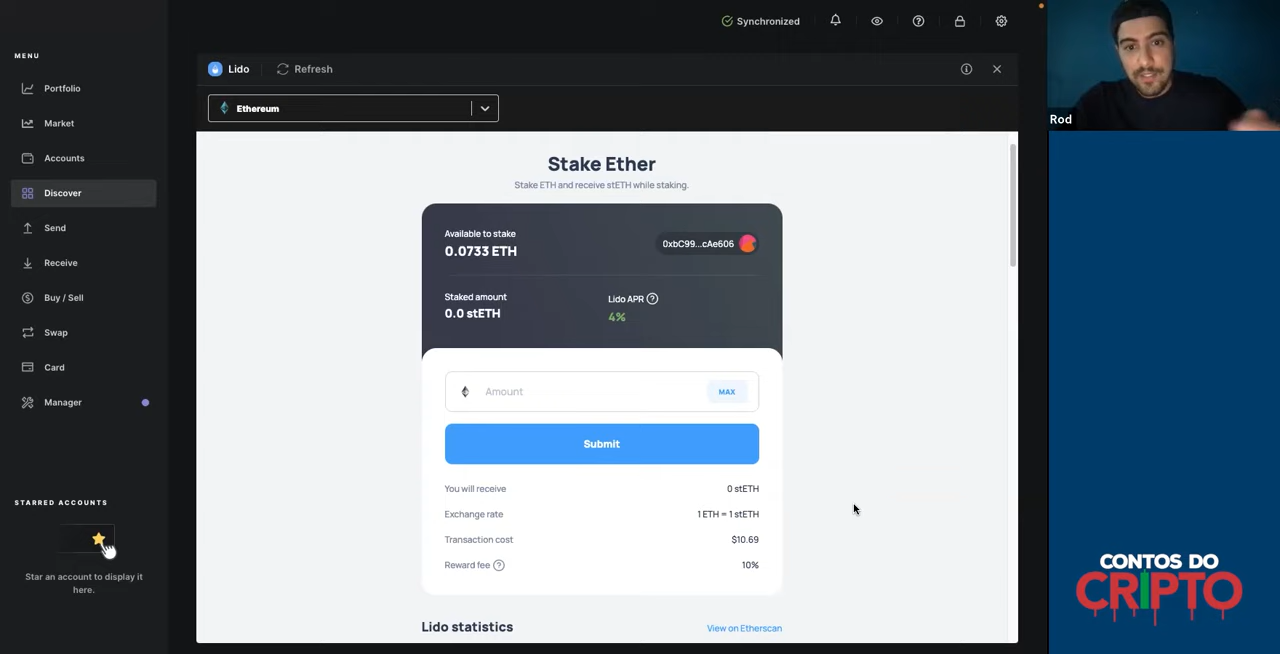 Synchronized
MENU
Portfolio
Market
Accounts
Discover
Send
Receive
Buy / Sell
Swap
Card
Manager
STARRED ACCOUNTS
Star an account to display it
here.
Lido
Refresh
Ethereum
Stake Ether
Stake ETH and receive stETH while staking.
Available to stake
0.0733 ETH
0xbC99...cAe606
Staked amount
0.0 stETH
Lido APR ?
4%
Amount
MAX
Submit
You will receive 0 stETH
Exchange rate 1 ETH = 1 stETH
Transaction cost $10.69
Reward fee ? 10%
Lido statistics
View on Etherscan
Rod
CONTOS DO
CRIPTO